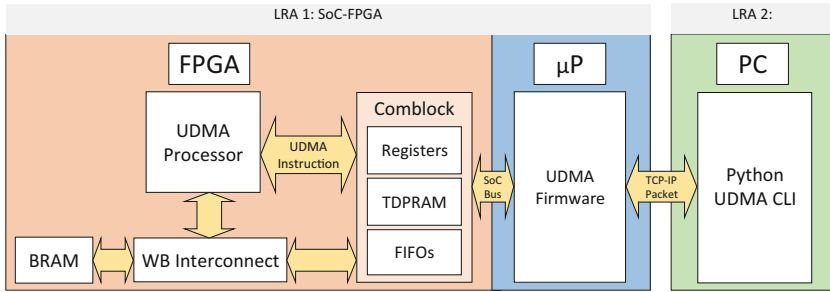 LRA 1: SoC-FPGA
LRA 2:
FPGA
µP
PC
UDMA
Processor
UDMA
Instruction
Comblock
Registers
TDPRAM
FIFOs
SoC
Bus
UDMA
Firmware
TCP-IP
Packet
Python
UDMA CLI
BRAM
WB Interconnect